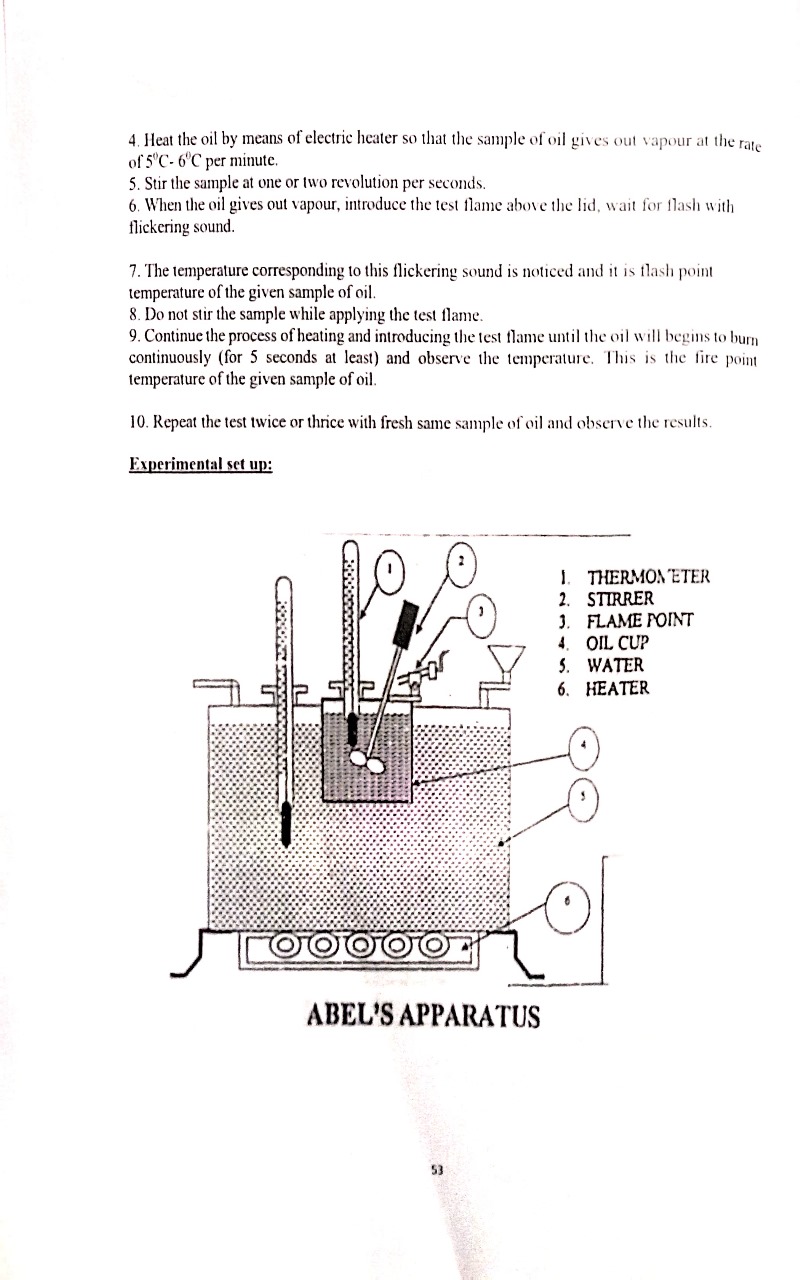 4. Heat the oil by means of electric heater so that the sample of oil gives out vapour at the rate
of 5⁰C- 6⁰C per minute.
5. Stir the sample at one or two revolution per seconds.
6. When the oil gives out vapour, introduce the test flame above the lid, wait for flash with
flickering sound.
7. The temperature corresponding to this flickering sound is noticed and it is flash point
temperature of the given sample of oil.
8. Do not stir the sample while applying the test flame.
9. Continue the process of heating and introducing the test flame until the oil will begins to burn
continuously (for 5 seconds at least) and observe the temperature. This is the fire point
temperature of the given sample of oil.
10. Repeat the test twice or thrice with fresh same sample of oil and observe the results.
Experimental set up:
1
2
3
1. THERMOMETER
2. STIRRER
3. FLAME POINT
4. OIL CUP
5. WATER
6. HEATER
4
5
6
ABEL'S APPARATUS
53